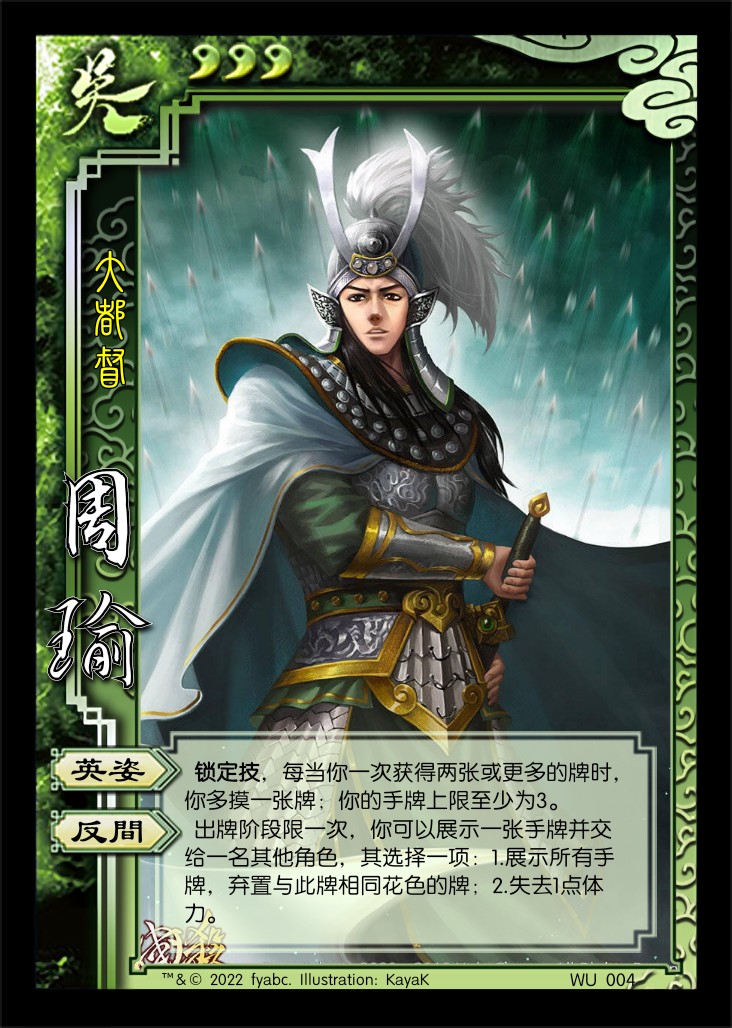 吴
大都督
周瑜
英姿
锁定技，每当你一次获得两张或更多的牌时，
你多摸一张牌；你的手牌上限至少为3。
反間
出牌阶段限一次，你可以展示一张手牌并交
给一名其他角色，其选择一项：1.展示所有手
牌，弃置与此牌相同花色的牌；2.失去1点体
力。
™&© 2022 fyabc. Illustration: KayaK
WU 004